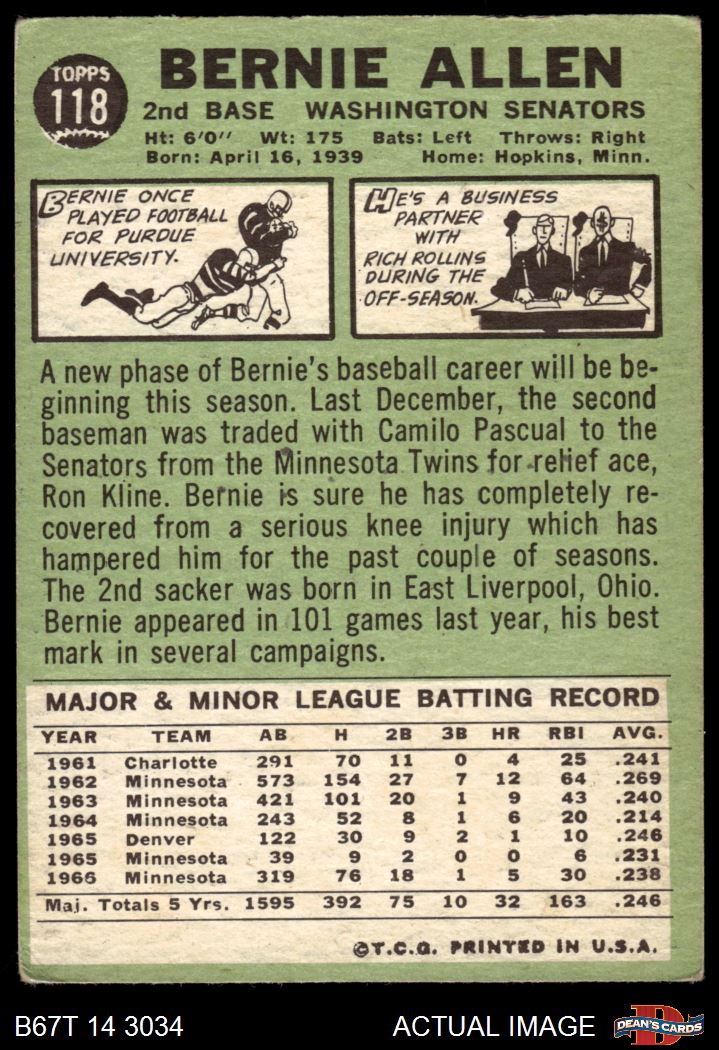 TOPPS
118
BERNIE ALLEN
2nd BASE WASHINGTON SENATORS
Ht: 6'0" Wt: 175 Bats: Left Throws: Right
Born: April 16, 1939 Home: Hopkins, Minn.
BERNIE ONCE
PLAYED FOOTBALL
FOR PURDUE
UNIVERSITY.
HE'S A BUSINESS
PARTNER
WITH
RICH ROLLINS
DURING THE
OFF-SEASON.
A new phase of Bernie's baseball career will be be-
ginning this season. Last December, the second
baseman was traded with Camilo Pascual to the
Senators from the Minnesota Twins for relief ace,
Ron Kline. Bernie is sure he has completely re-
covered from a serious knee injury which has
hampered him for the past couple of seasons.
The 2nd sacker was born in East Liverpool, Ohio.
Bernie appeared in 101 games last year, his best
mark in several campaigns.
MAJOR & MINOR LEAGUE BATTING RECORD
YEAR TEAM AB H 2B 3B HR RBI AVG.
1961 Charlotte 291 70 11 0 4 25 .241
1962 Minnesota 573 154 27 7 12 64 .269
1963 Minnesota 421 101 20 1 9 43 .240
1964 Minnesota 243 52 8 1 6 20 .214
1965 Denver 122 30 9 2 1 10 .246
1965 Minnesota 39 9 2 0 0 6 .231
1966 Minnesota 319 76 18 1 5 30 .238
Maj. Totals 5 Yrs. 1595 392 75 10 32 163 .246
©T.C.G. PRINTED IN U.S.A.
B67T 14 3034 ACTUAL IMAGE
D
DEAN'S CARDS